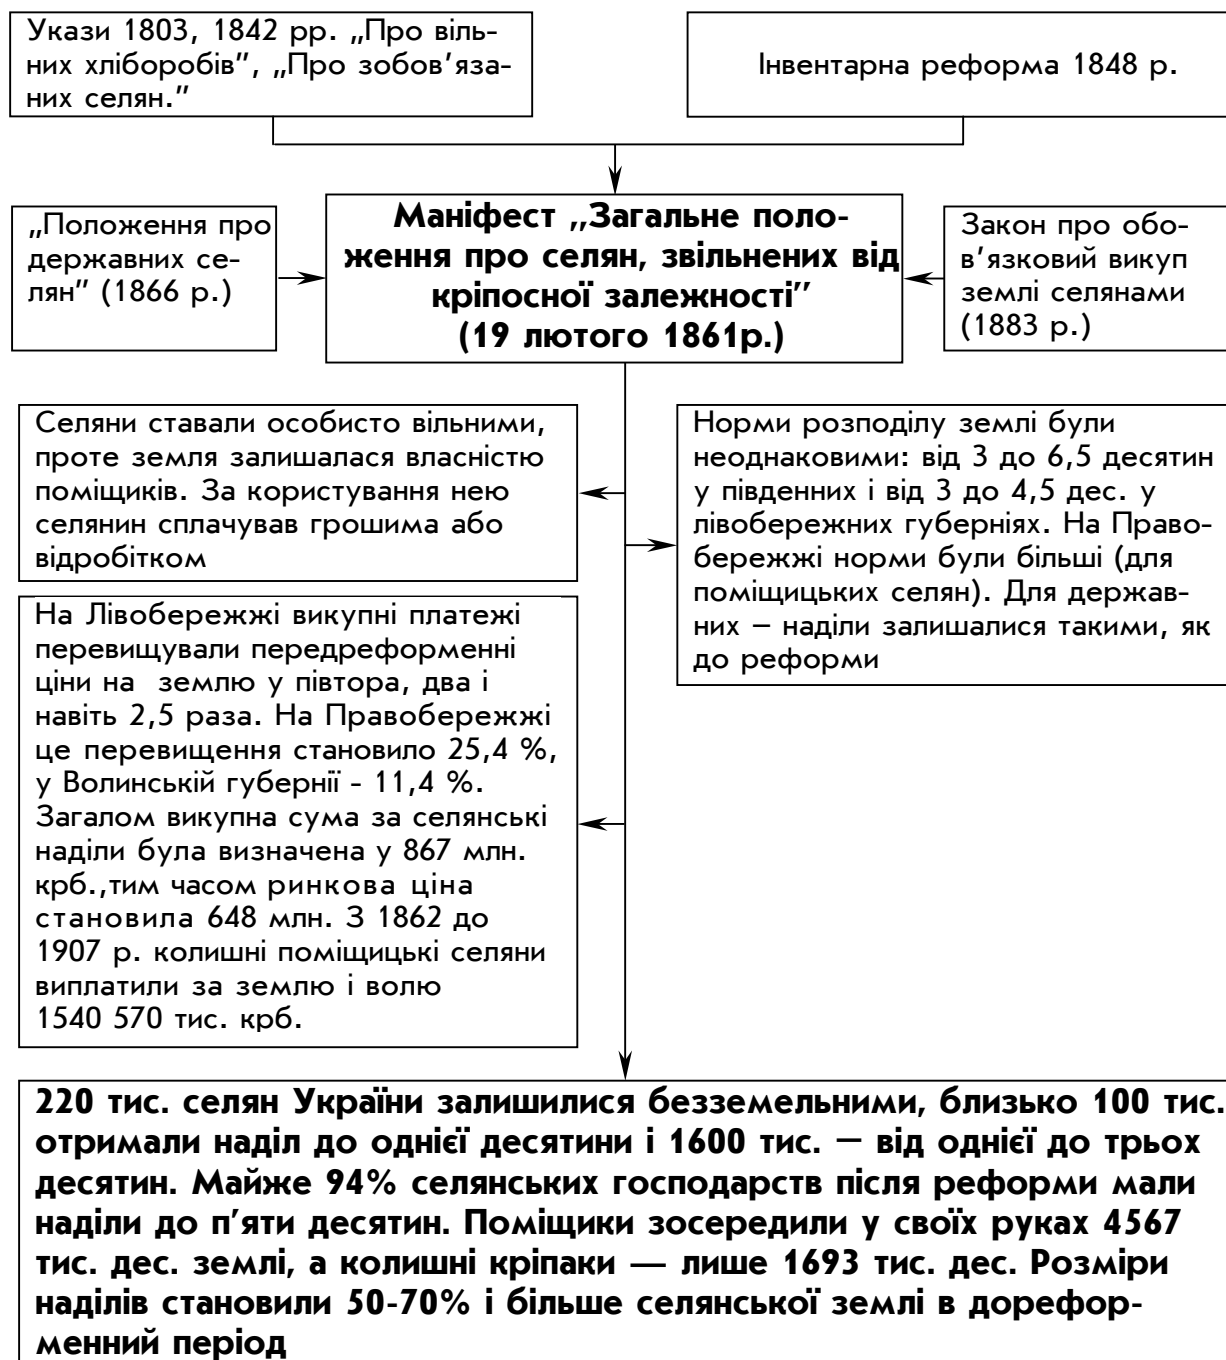 Укази 1803, 1842 рр. „Про віль-
них хліборобів”, „Про зобов’яза-
них селян.”
Інвентарна реформа 1848 р.
„Положення про
державних се-
лян” (1866 р.)
Маніфест „Загальне поло-
ження про селян, звільнених від
кріпосної залежності”
(19 лютого 1861р.)
Закон про обо-
в’язковий викуп
землі селянами
(1883 р.)
Селяни ставали особисто вільними,
проте земля залишалася власністю
поміщиків. За користування нею
селянин сплачував грошима або
відробітком
Норми розподілу землі були
неоднаковими: від 3 до 6,5 десятин
у південних і від 3 до 4,5 дес. у
лівобережних губерніях. На Право-
бережжі норми були більші (для
поміщицьких селян). Для держав-
них – наділи залишалися такими, як
до реформи
На Лівобережжі викупні платежі
перевищували передреформенні
ціни на землю у півтора, два і
навіть 2,5 раза. На Правобережжі
це перевищення становило 25,4 %,
у Волинській губернії - 11,4 %.
Загалом викупна сума за селянські
наділи була визначена у 867 млн.
крб.,тим часом ринкова ціна
становила 648 млн. З 1862 до
1907 р. колишні поміщицькі селяни
виплатили за землю і волю
1540 570 тис. крб.
220 тис. селян України залишилися безземельними, близько 100 тис.
отримали наділ до однієї десятини і 1600 тис. – від однієї до трьох
десятин. Майже 94% селянських господарств після реформи мали
наділи до п’яти десятин. Поміщики зосередили у своїх руках 4567
тис. дес. землі, а колишні кріпаки — лише 1693 тис. дес. Розміри
наділів становили 50-70% і більше селянської землі в дорефор-
менний період